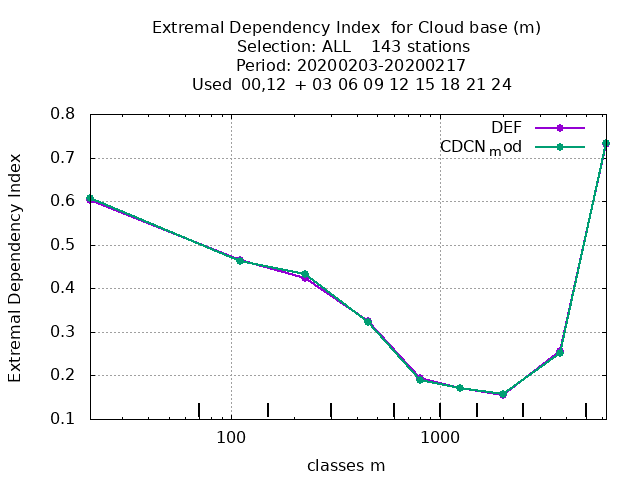 Extremal Dependency Index  for Cloud base (m)
Selection: ALL    143 stations
Period: 20200203-20200217
Used  00,12  + 03 06 09 12 15 18 21 24
DEF
CDCN_mod
0.8
0.7
0.6
0.5
0.4
0.3
0.2
0.1
Extremal Dependency Index
100 1000
classes m